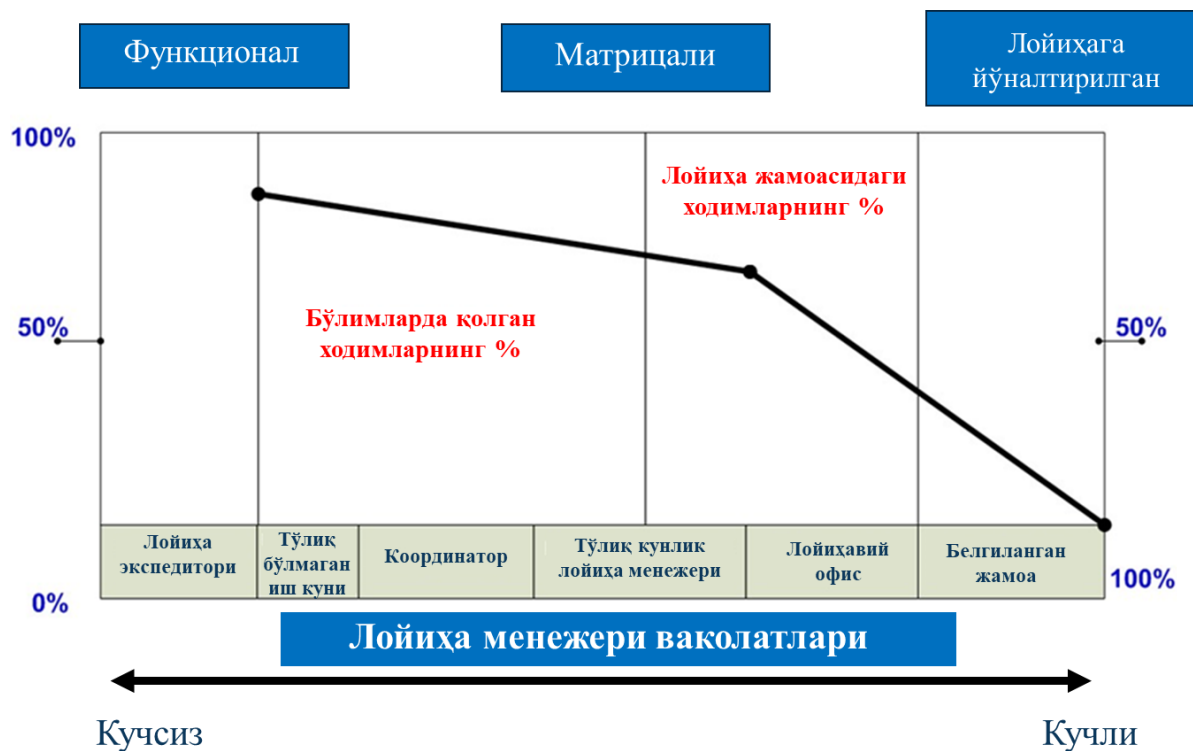 Функционал
Матрицали
Лойиҳага
йўналтирилган
100%
Лойиҳа жамоасидаги
ходимларнинг %
50%
Бўлимларда қолган
ходимларнинг %
50%
Лойиҳа
экспедитори
Тўлиқ
бўлмаган
иш куни
Координатор
Тўлиқ кунлик
лойиҳа менежери
Лойиҳавий
офис
Белгиланган
жамоа
0%
100%
Лойиҳа менежери ваколатлари
Кучсиз
Кучли